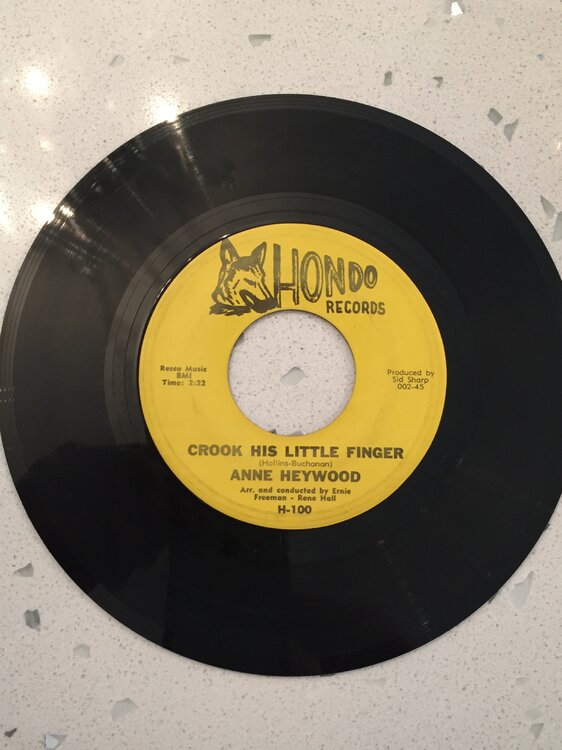 HONDO
RECORDS
Resco Music
BMI
Time: 2:22
Produced by
Sid Sharp
002-45
CROOK HIS LITTLE FINGER
(Hollins-Buchanan)
ANNE HEYWOOD
Arr. and conducted by Ernie
Freeman - Rene Hall
H-100